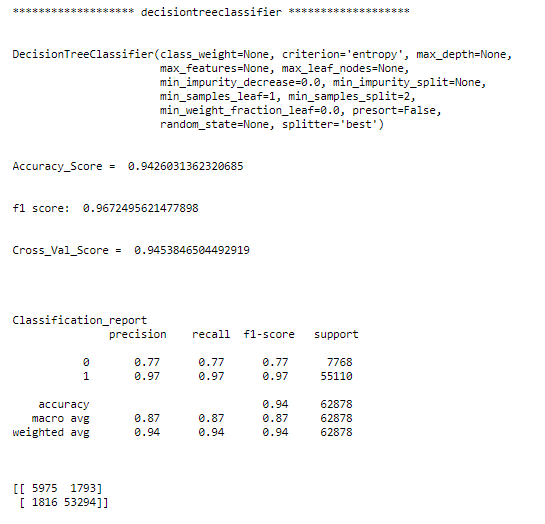 ******************* decisiontreeclassifier *******************
DecisionTreeClassifier(class_weight=None, criterion='entropy', max_depth=None,
max_features=None, max_leaf_nodes=None,
min_impurity_decrease=0.0, min_impurity_split=None,
min_samples_leaf=1, min_samples_split=2,
min_weight_fraction_leaf=0.0, presort=False,
random_state=None, splitter='best')
Accuracy_Score = 0.9426031362320685
f1 score: 0.9672495621477898
Cross_Val_Score = 0.9453846504492919
Classification_report
precision recall f1-score support
0 0.77 0.77 0.77 7768
1 0.97 0.97 0.97 55110
accuracy 0.94 62878
macro avg 0.87 0.87 0.87 62878
weighted avg 0.94 0.94 0.94 62878
[[ 5975 1793]
[ 1816 53294]]